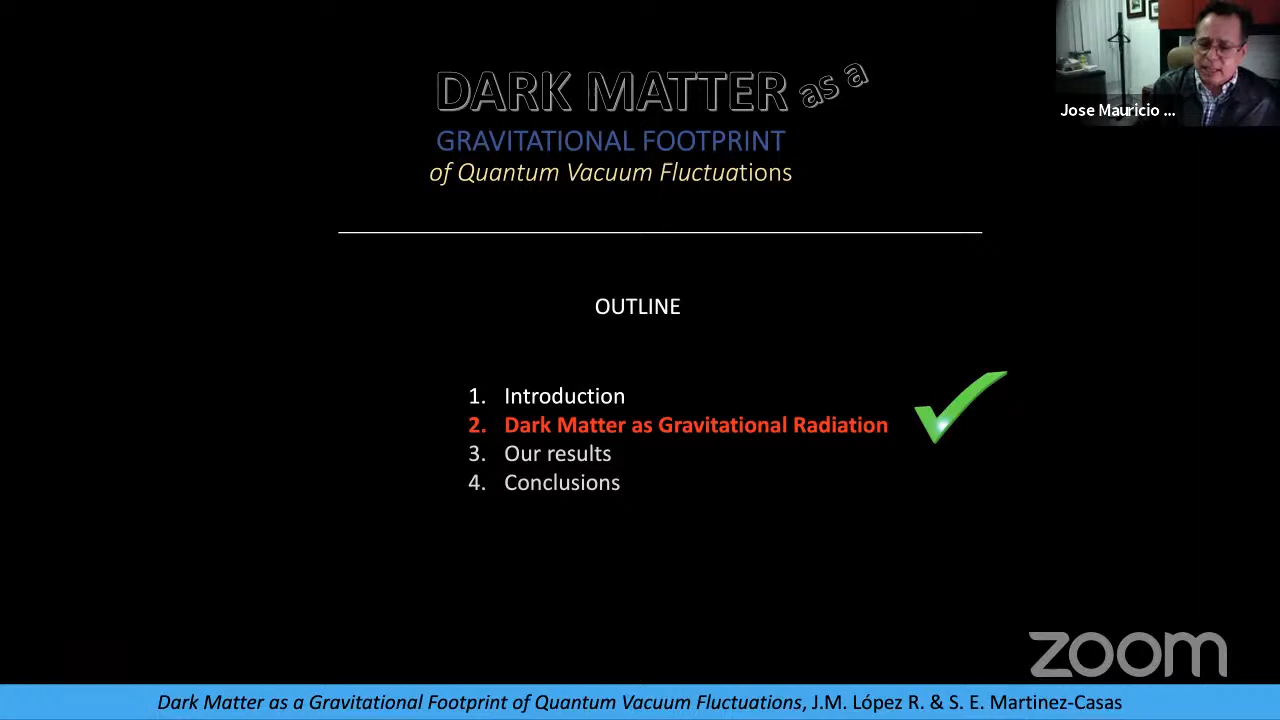 DARK MATTER as a
GRAVITATIONAL FOOTPRINT
of Quantum Vacuum Fluctuations
Jose Mauricio ...
OUTLINE
1. Introduction
2. Dark Matter as Gravitational Radiation
3. Our results
4. Conclusions
zoom
Dark Matter as a Gravitational Footprint of Quantum Vacuum Fluctuations, J.M. López R. & S. E. Martinez-Casas